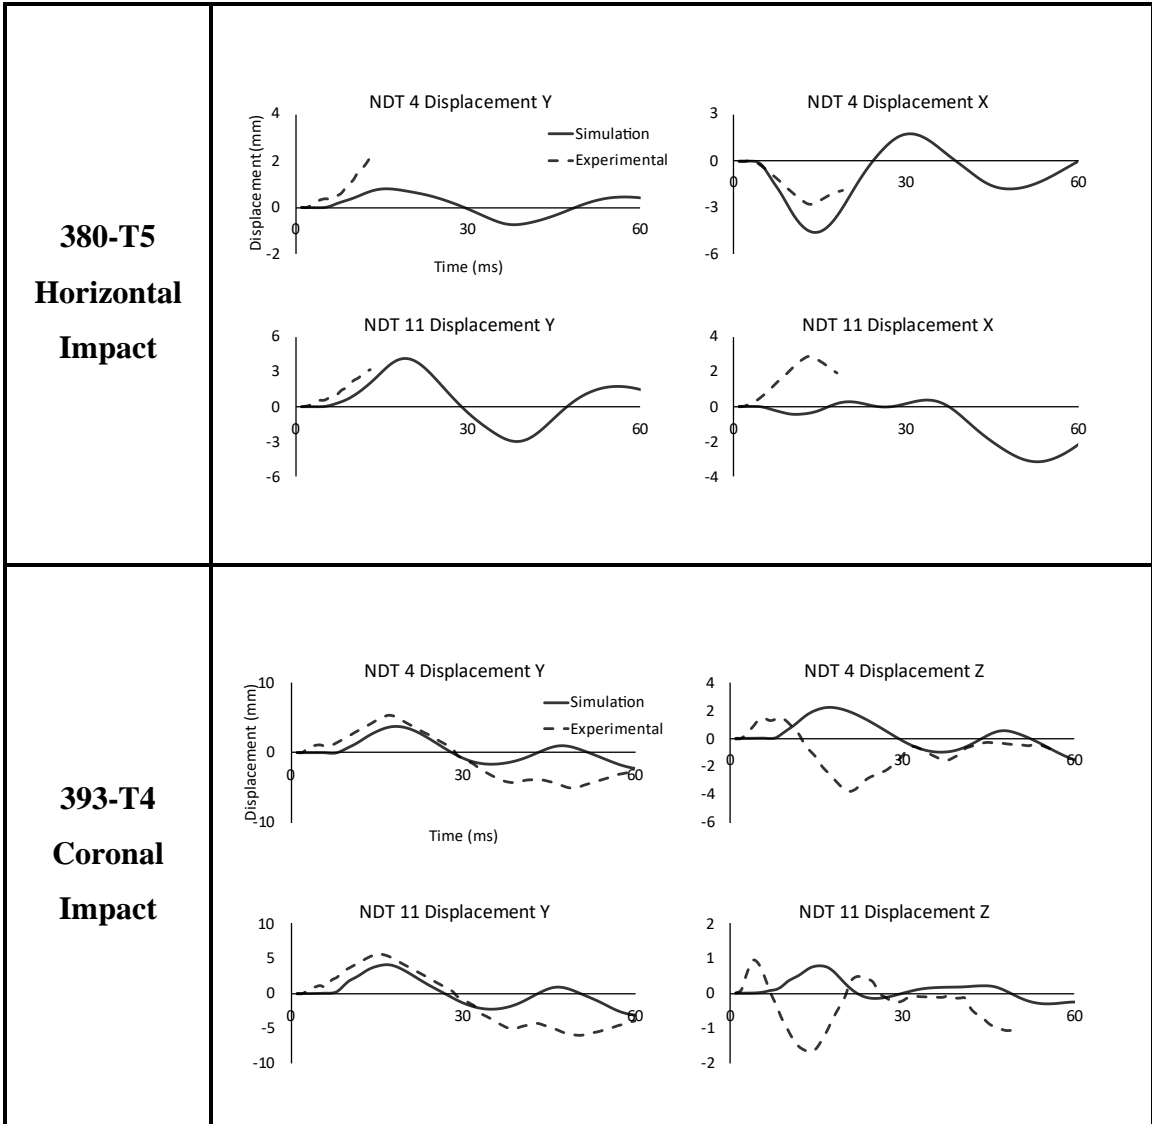 380-T5
Horizontal
Impact
NDT 4 Displacement Y
Displacement(mm)
4
2
0
-2
0
30
60
Time (ms)
Simulation
Experimental
NDT 4 Displacement X
3
0
-3
-6
0
30
60
NDT 11 Displacement Y
6
3
0
-3
-6
0
30
60
NDT 11 Displacement X
4
2
0
-2
-4
0
30
60
393-T4
Coronal
Impact
NDT 4 Displacement Y
Displacement (mm)
10
0
-10
0
30
60
Time (ms)
Simulation
Experimental
NDT 4 Displacement Z
4
2
0
-2
-4
-6
0
30
60
NDT 11 Displacement Y
10
5
0
-5
-10
0
30
60
NDT 11 Displacement Z
2
1
0
-1
-2
0
30
60